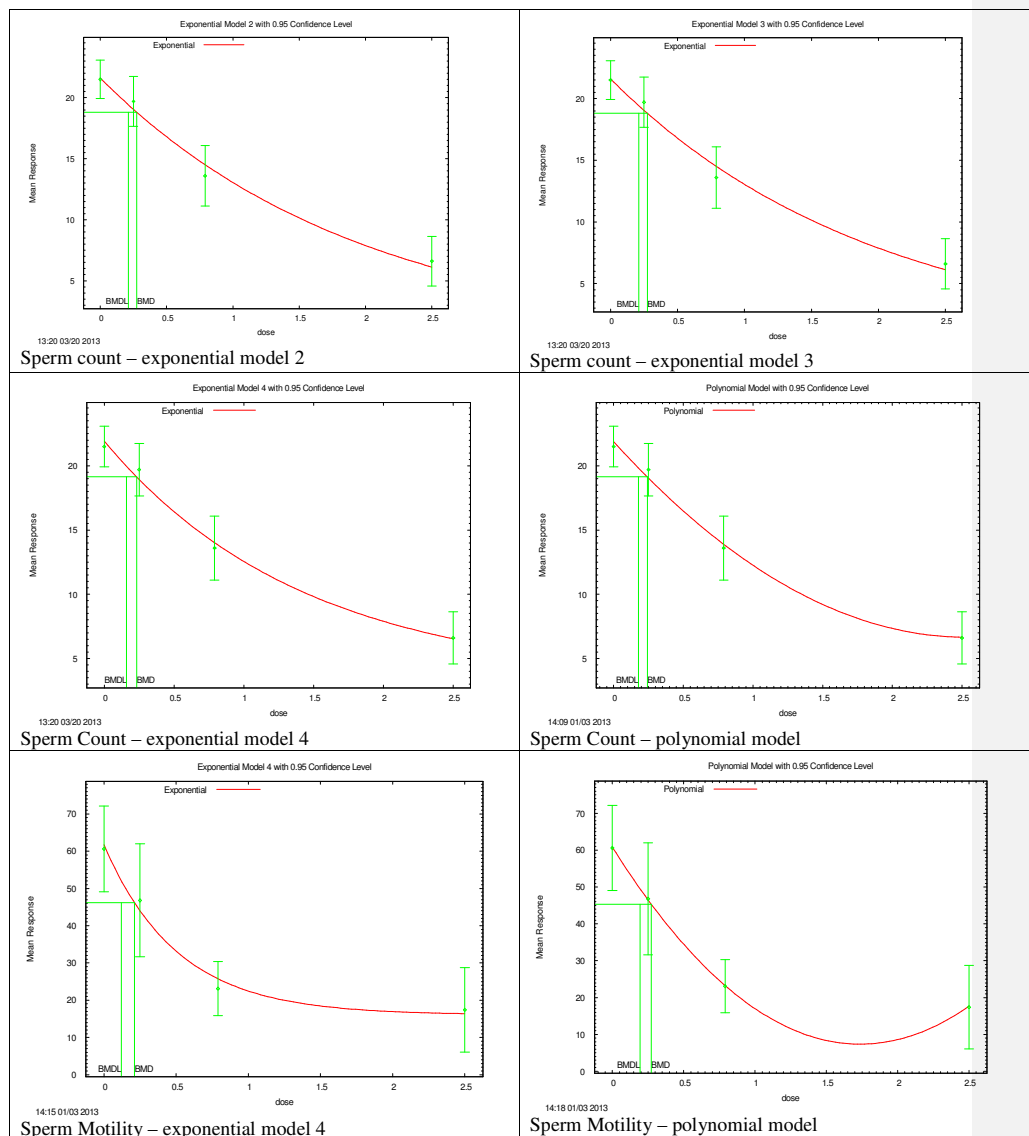 Exponential Model 2 with 0.95 Confidence Level
Exponential
20
15
10
5
Mean Response
BMDL BMD
0 0.5 1 1.5 2 2.5
dose
13:20 03/20 2013
Sperm count – exponential model 2
Exponential Model 3 with 0.95 Confidence Level
Exponential
20
15
10
5
Mean Response
BMDL BMD
0 0.5 1 1.5 2 2.5
dose
13:20 03/20 2013
Sperm count – exponential model 3
Exponential Model 4 with 0.95 Confidence Level
Exponential
20
15
10
5
Mean Response
BMDL BMD
0 0.5 1 1.5 2 2.5
dose
13:20 03/20 2013
Sperm Count – exponential model 4
Polynomial Model with 0.95 Confidence Level
Polynomial
20
15
10
5
Mean Response
BMDL BMD
0 0.5 1 1.5 2 2.5
dose
14:09 01/03 2013
Sperm Count – polynomial model
Exponential Model 4 with 0.95 Confidence Level
Exponential
70
60
50
40
30
20
10
0
Mean Response
BMDL BMD
0 0.5 1 1.5 2 2.5
dose
14:15 01/03 2013
Sperm Motility – exponential model 4
Polynomial Model with 0.95 Confidence Level
Polynomial
70
60
50
40
30
20
10
0
Mean Response
BMDL BMD
0 0.5 1 1.5 2 2.5
dose
14:18 01/03 2013
Sperm Motility – polynomial model